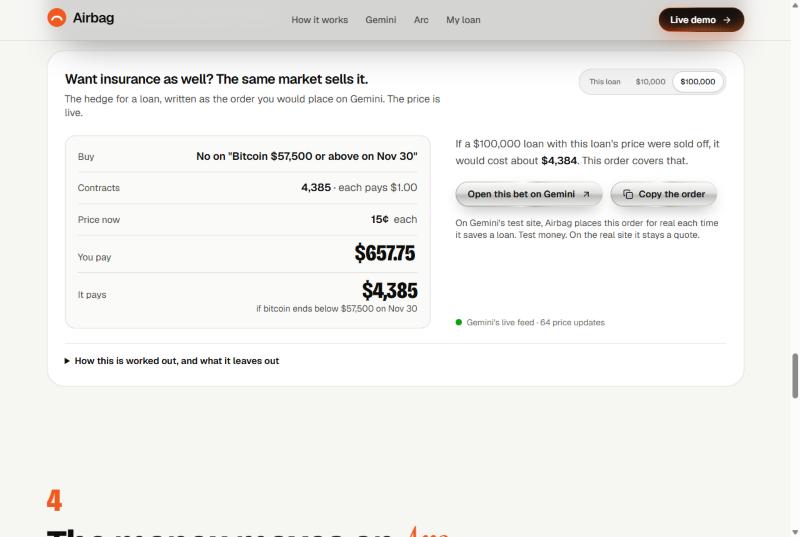 Airbag
How it works Gemini Arc My loan
Live demo →
Want insurance as well? The same market sells it.
The hedge for a loan, written as the order you would place on Gemini. The price is
live.
This loan $10,000 $100,000
Buy No on "Bitcoin $57,500 or above on Nov 30"
Contracts 4,385 · each pays $1.00
Price now 15¢ each
You pay $657.75
It pays $4,385
if bitcoin ends below $57,500 on Nov 30
If a $100,000 loan with this loan's price were sold off, it
would cost about $4,384. This order covers that.
Open this bet on Gemini ↗ Copy the order
On Gemini's test site, Airbag places this order for real each time
it saves a loan. Test money. On the real site it stays a quote.
Gemini's live feed · 64 price updates
How this is worked out, and what it leaves out
4
The money moves on Arc